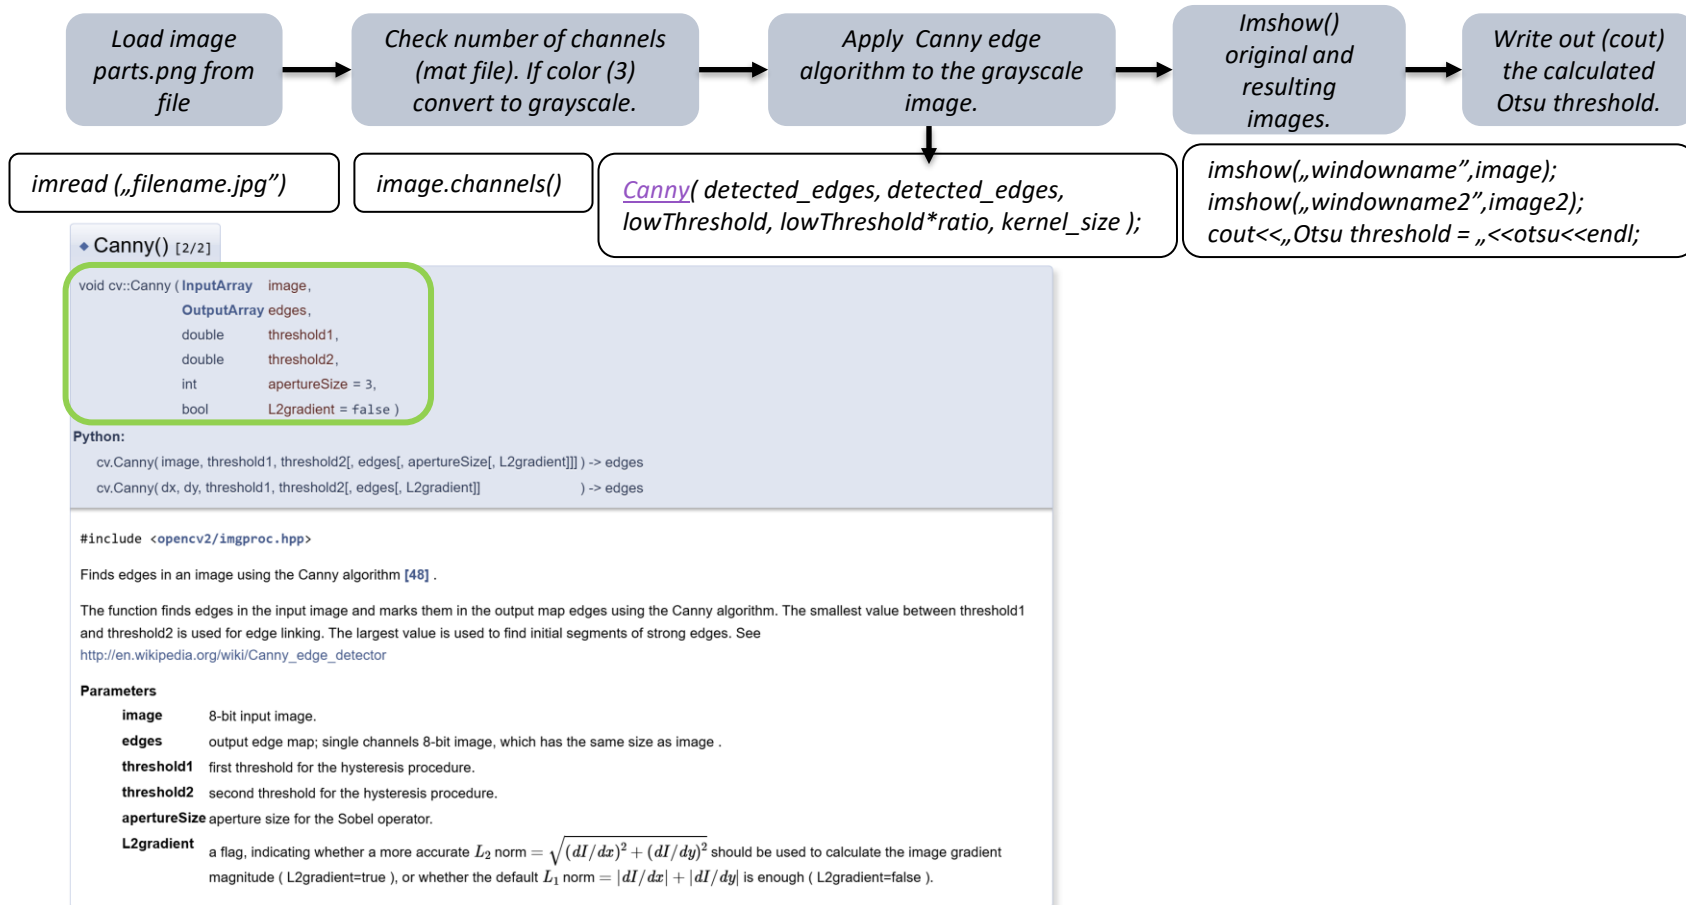 Load image
parts.png from
file
Check number of channels
(mat file). If color (3)
convert to grayscale.
Apply  Canny edge
algorithm to the grayscale
image.
Imshow()
original and
resulting
images.
Write out (cout)
the calculated
Otsu threshold.
imread („filename.jpg”)
image.channels()
Canny( detected_edges, detected_edges,
lowThreshold, lowThreshold*ratio, kernel_size );
imshow(„windowname”,image);
imshow(„windowname2”,image2);
cout<<„Otsu threshold = „<<otsu<<endl;
◆ Canny() [2/2]
void cv::Canny ( InputArray image,
OutputArray edges,
double threshold1,
double threshold2,
int apertureSize = 3,
bool L2gradient = false )
Python:
cv.Canny( image, threshold1, threshold2[, edges[, apertureSize[, L2gradient]]] ) -> edges
cv.Canny( dx, dy, threshold1, threshold2[, edges[, L2gradient]] ) -> edges
#include <opencv2/imgproc.hpp>
Finds edges in an image using the Canny algorithm [48] .
The function finds edges in the input image and marks them in the output map edges using the Canny algorithm. The smallest value between threshold1
and threshold2 is used for edge linking. The largest value is used to find initial segments of strong edges. See
http://en.wikipedia.org/wiki/Canny_edge_detector
Parameters
image 8-bit input image.
edges output edge map; single channels 8-bit image, which has the same size as image .
threshold1 first threshold for the hysteresis procedure.
threshold2 second threshold for the hysteresis procedure.
apertureSize aperture size for the Sobel operator.
L2gradient a flag, indicating whether a more accurate L₂ norm = √((dI/dx)² + (dI/dy)²) should be used to calculate the image gradient
magnitude ( L2gradient=true ), or whether the default L₁ norm = |dI/dx| + |dI/dy| is enough ( L2gradient=false ).